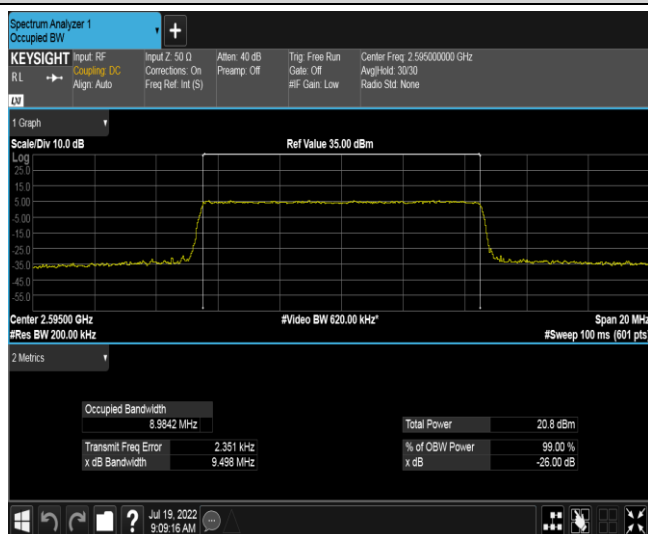 Spectrum Analyzer 1
Occupied BW
+
KEYSIGHT
R L
LXI
Input: RF
Coupling: DC
Align: Auto
Input Z: 50 Ω
Corrections: On
Freq Ref: Int (S)
Atten: 40 dB
Preamp: Off
Trig: Free Run
Gate: Off
#IF Gain: Low
Center Freq: 2.595000000 GHz
Avg|Hold: 30/30
Radio Std: None
1 Graph
Scale/Div 10.0 dB
Ref Value 35.00 dBm
Log
25.0
15.0
5.00
-5.00
-15.0
-25.0
-35.0
-45.0
-55.0
Center 2.59500 GHz
#Video BW 620.00 kHz*
Span 20 MHz
#Res BW 200.00 kHz
#Sweep 100 ms (601 pts)
2 Metrics
Occupied Bandwidth
8.9842 MHz
Total Power 20.8 dBm
Transmit Freq Error 2.351 kHz
% of OBW Power 99.00 %
x dB Bandwidth 9.498 MHz
x dB -26.00 dB
?
Jul 19, 2022
9:09:16 AM